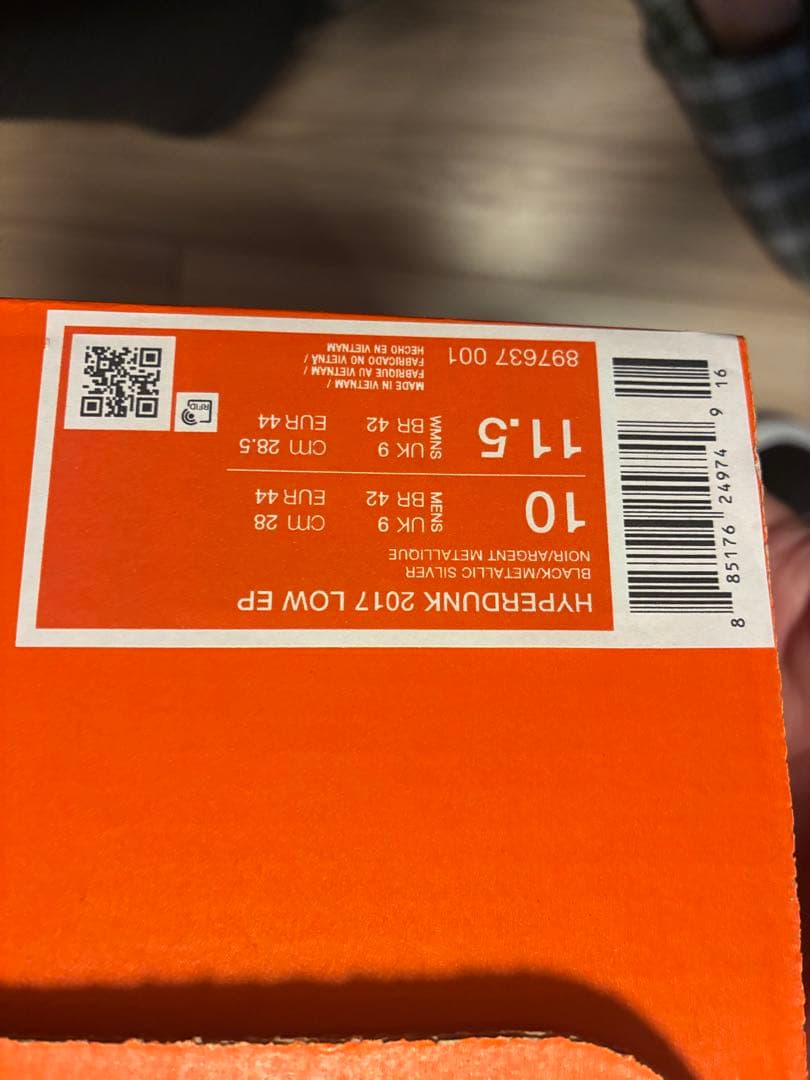 HYPERDUNK 2017 LOW EP
BLACK/METALLIC SILVER
NOIR/ARGENT METALLIQUE
10 MENS UK 9 cm 28
BR 42 EUR 44
11.5 WMNS UK 9 cm 28.5
BR 42 EUR 44
897637 001
MADE IN VIETNAM /
FABRIQUE AU VIETNAM /
FABRICADO NO VIETNÃ /
HECHO EN VIETNAM
RFID
8 85176 24974 9 16